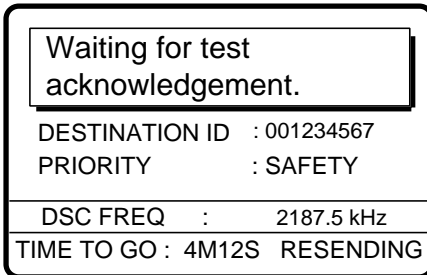 Waiting for test
acknowledgement.
DESTINATION ID : 001234567
PRIORITY : SAFETY
DSC FREQ : 2187.5 kHz
TIME TO GO : 4M12S RESENDING